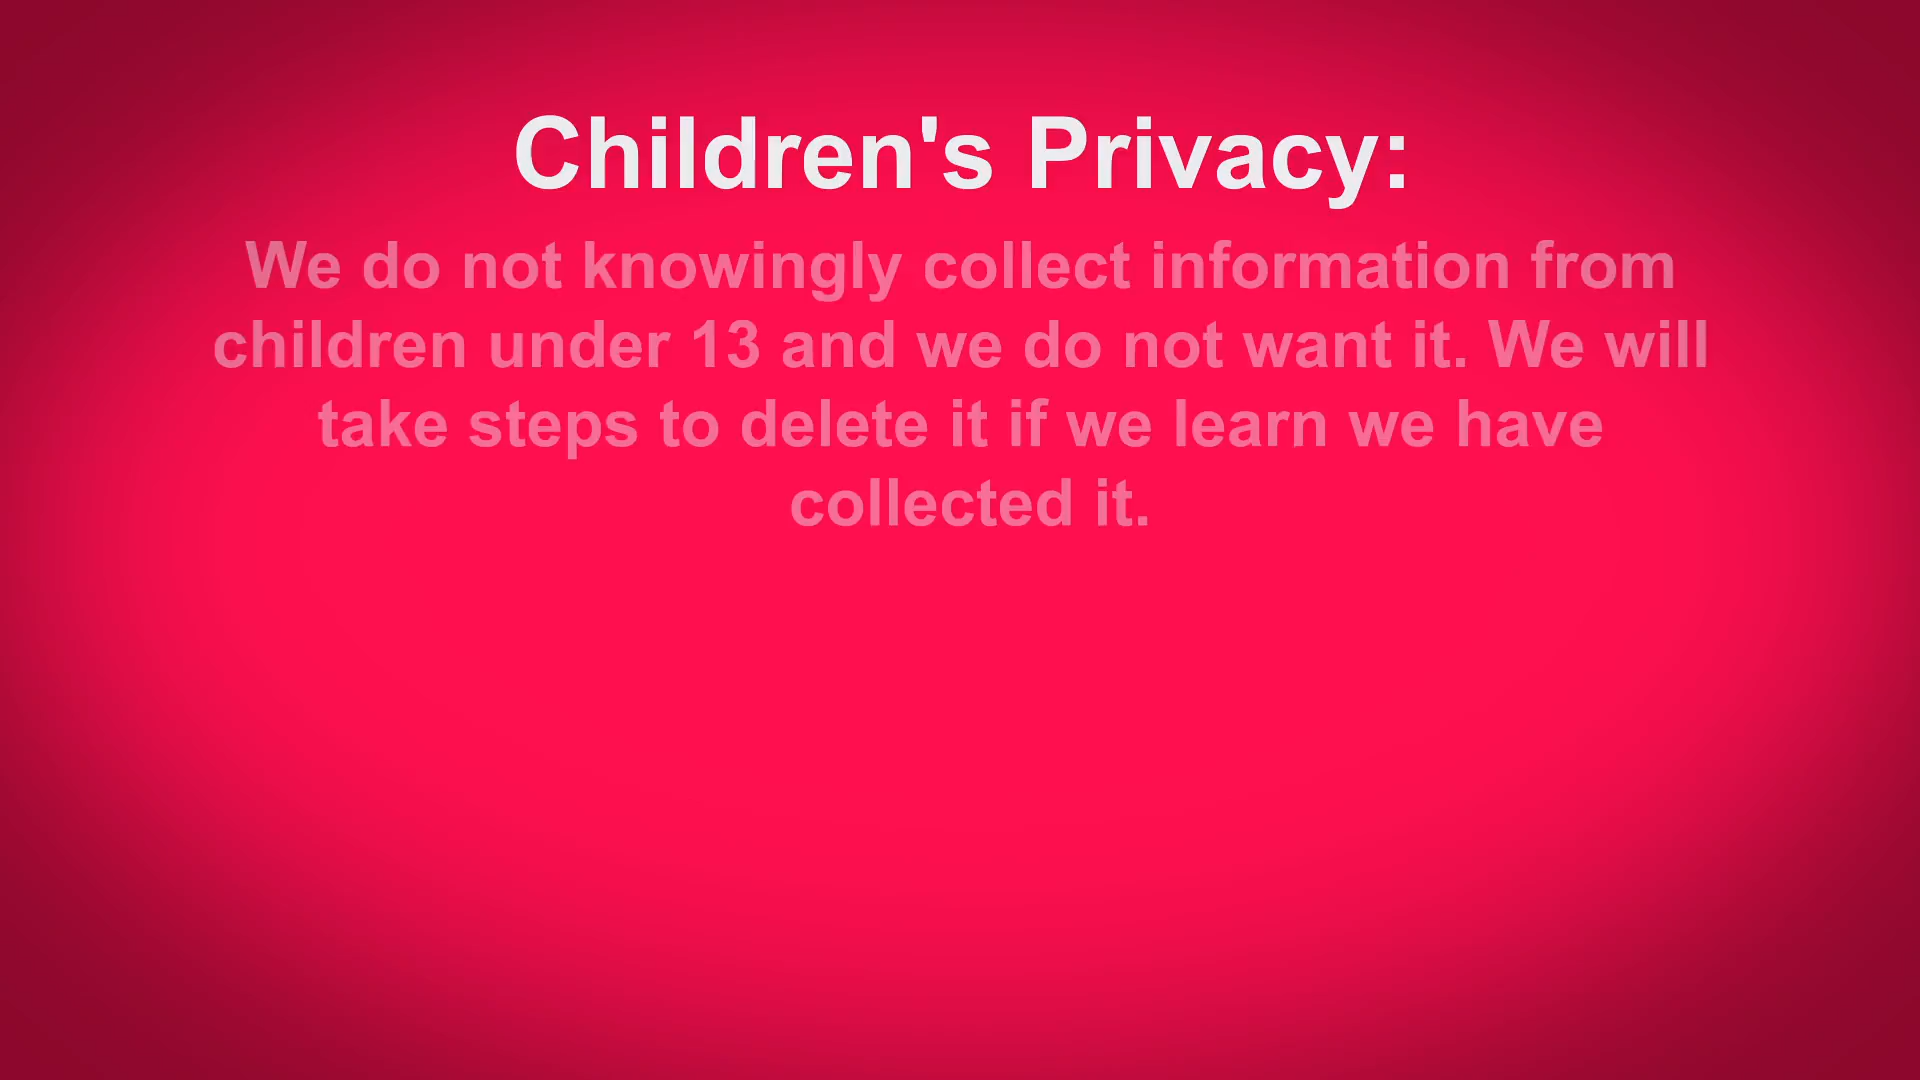 Children's Privacy:
We do not knowingly collect information from
children under 13 and we do not want it. We will
take steps to delete it if we learn we have
collected it.